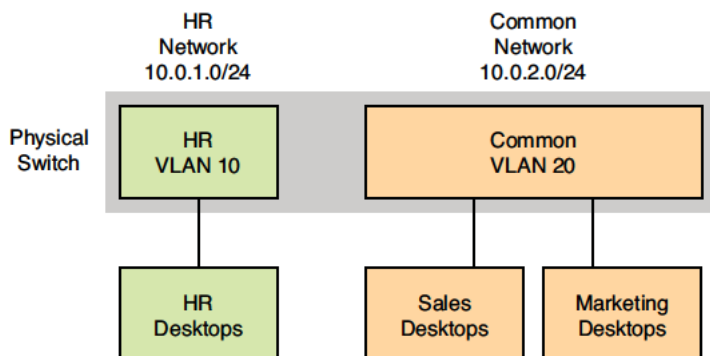 HR
Network
10.0.1.0/24
Common
Network
10.0.2.0/24
Physical
Switch
HR
VLAN 10
Common
VLAN 20
HR
Desktops
Sales
Desktops
Marketing
Desktops